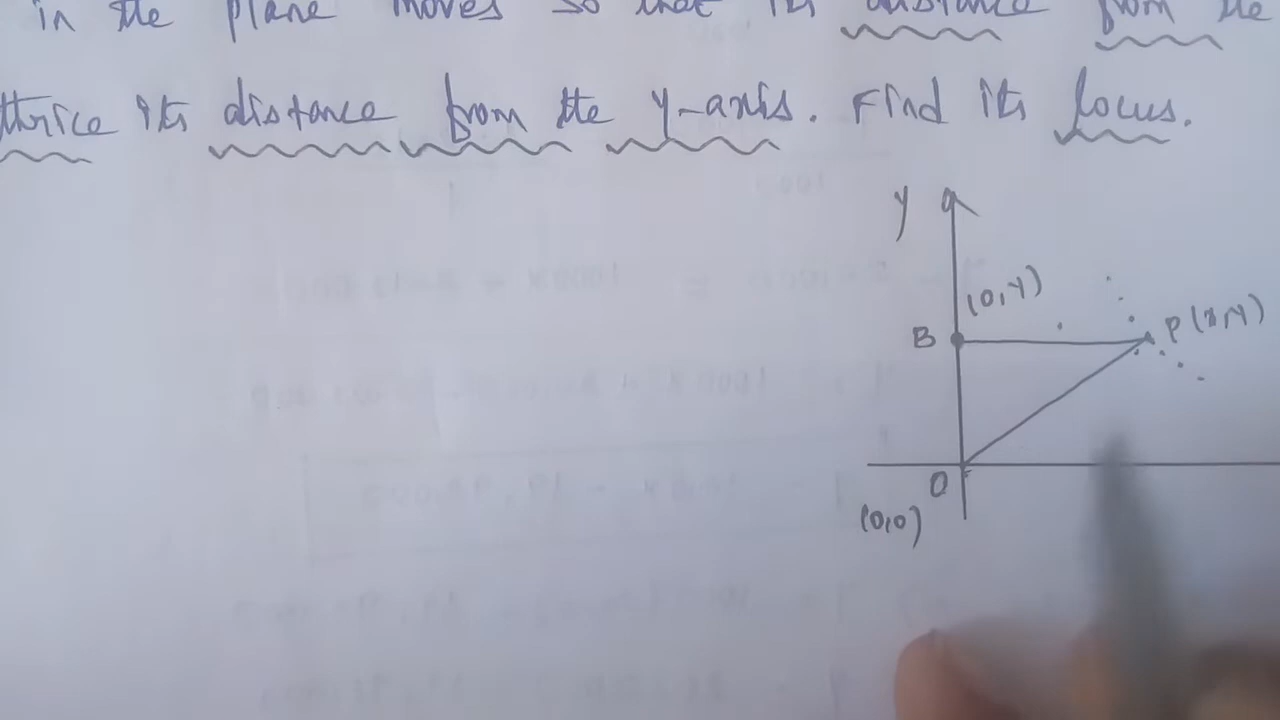 in the plane moves so that its distance from the
thrice its distance from the y-axis. Find its locus.
y
(0,y)
B
P(x,y)
O
(0,0)